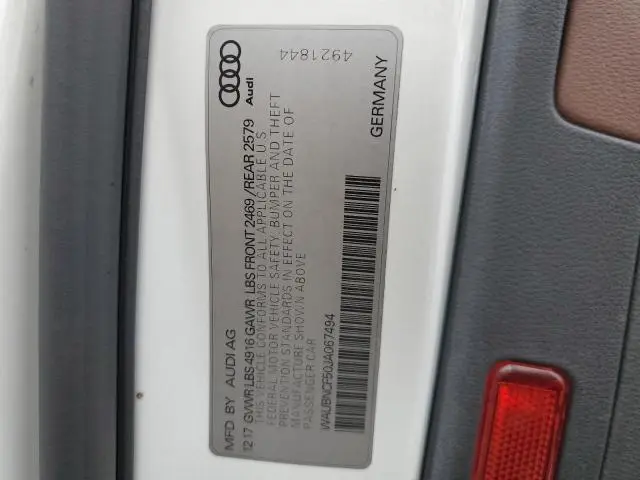 MFD BY AUDI AG
12.17 GVWR LBS 4916 GAWR LBS FRONT 2469 /REAR 2579
THIS VEHICLE CONFORMS TO ALL APPLICABLE U S
FEDERAL MOTOR VEHICLE SAFETY, BUMPER AND THEFT
PREVENTION STANDARDS IN EFFECT ON THE DATE OF
MANUFACTURE SHOWN ABOVE
PASSENGER CAR
WAUBNCF50JA067494
GERMANY
Audi
4921844